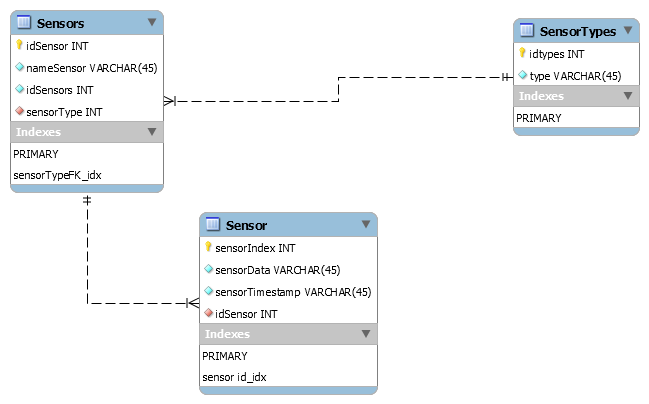 Sensors
idSensor INT
nameSensor VARCHAR(45)
idSensors INT
sensorType INT
Indexes
PRIMARY
sensorTypeFK_idx
SensorTypes
idtypes INT
type VARCHAR(45)
Indexes
PRIMARY
Sensor
sensorIndex INT
sensorData VARCHAR(45)
sensorTimestamp VARCHAR(45)
idSensor INT
Indexes
PRIMARY
sensor id_idx